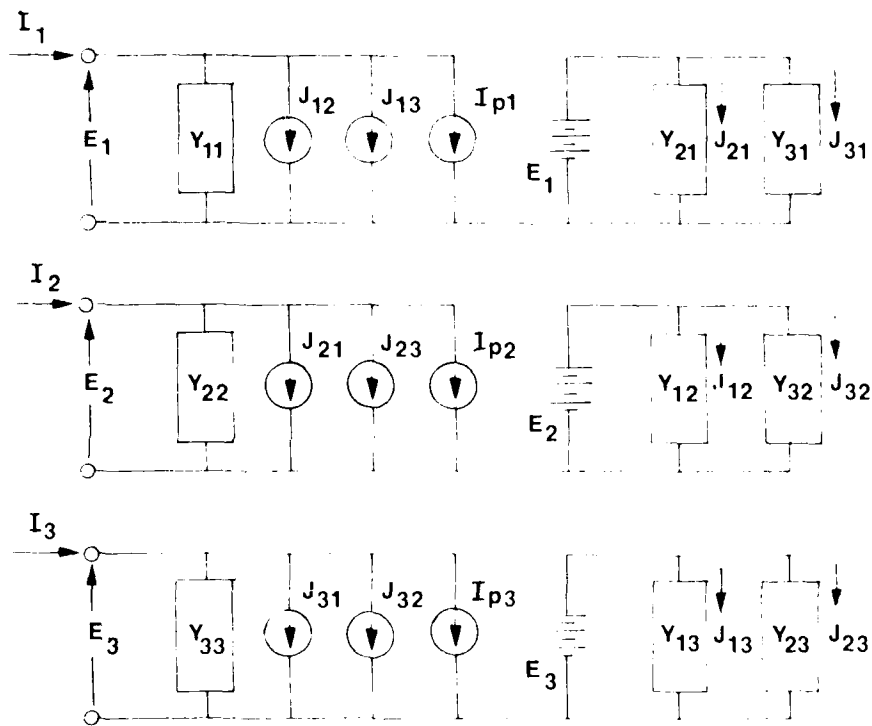 I1
J12 J13 Ip1
E1 Y11 E1 Y21 J21 Y31 J31
I2
J21 J23 Ip2
E2 Y22 E2 Y12 J12 Y32 J32
I3
J31 J32 Ip3
E3 Y33 E3 Y13 J13 Y23 J23